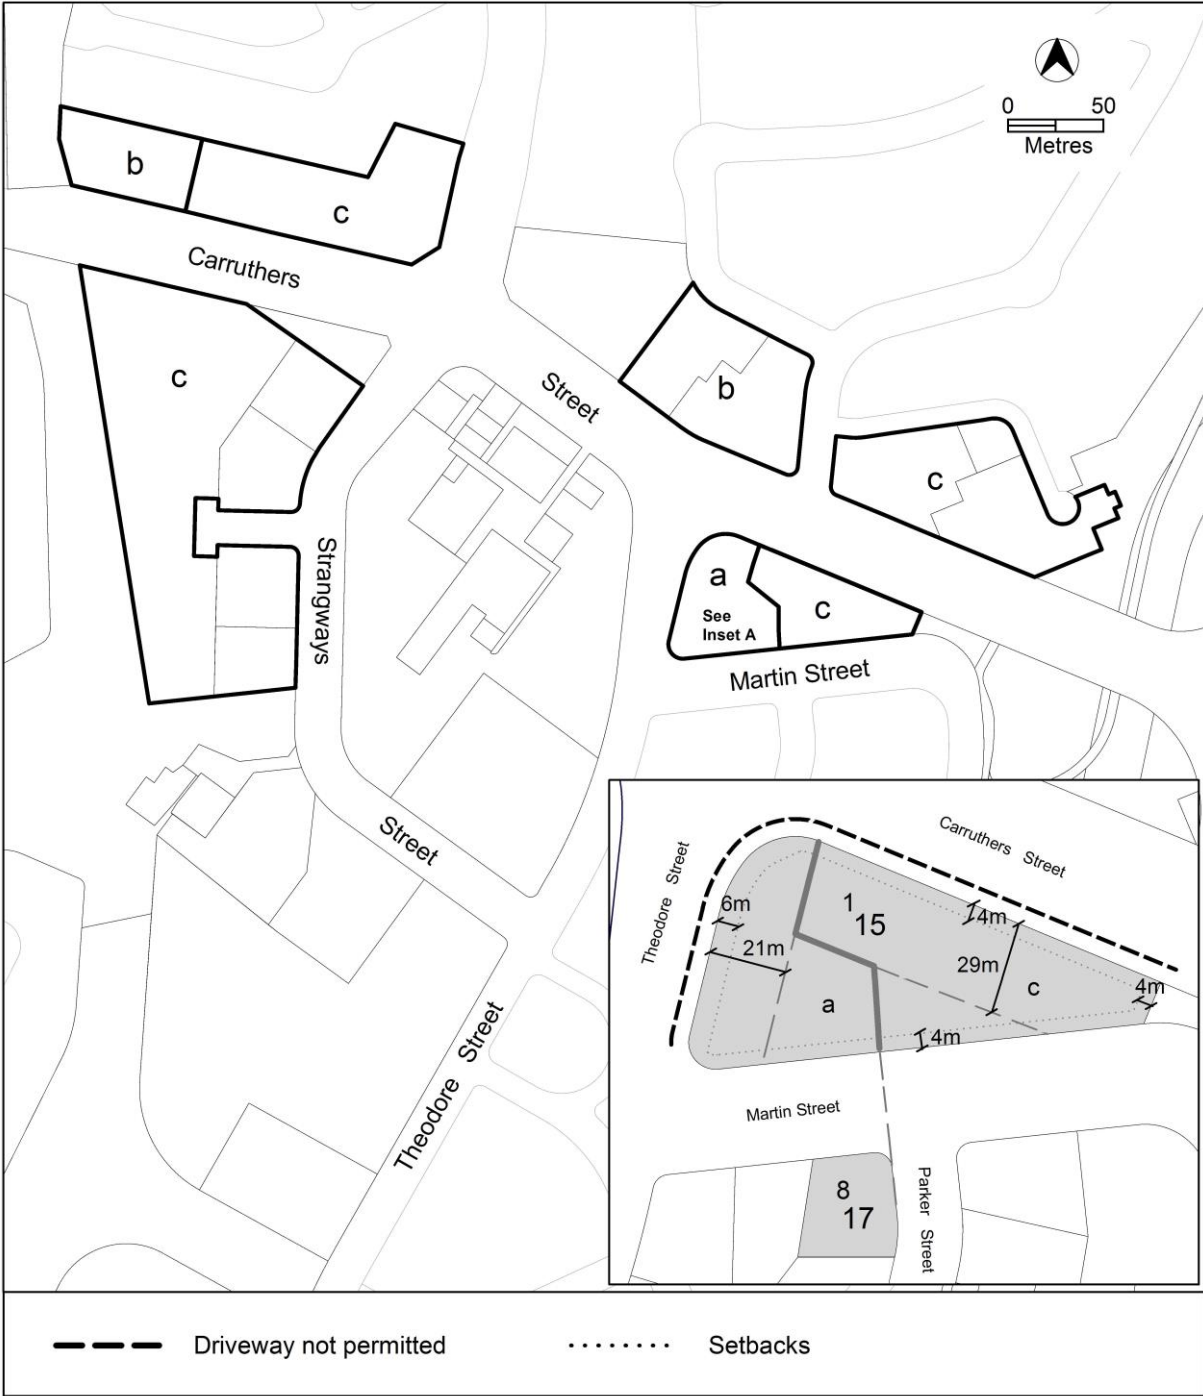 0 50
Metres
b
c
Carruthers
c
Street
b
c
a
See
Inset A
c
Strangways
Martin Street
Street
Theodore Street
Carruthers Street
Theodore Street
6m
1
15
4m
21m
29m
c
4m
a
4m
Martin Street
8
17
Parker Street
Driveway not permitted
Setbacks